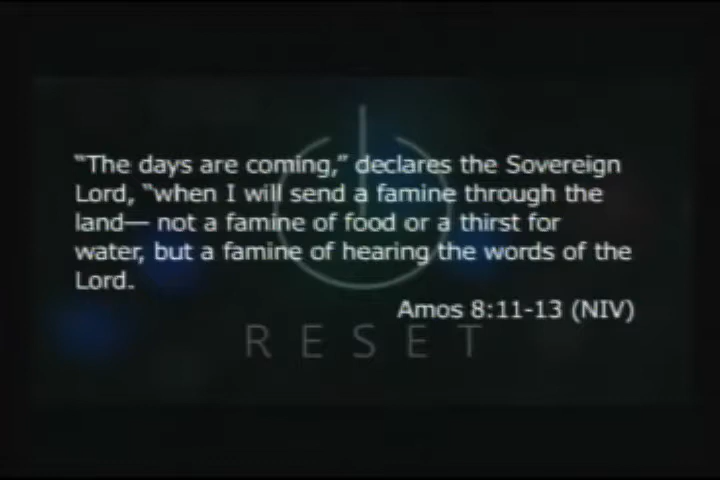 “The days are coming,” declares the Sovereign
Lord, “when I will send a famine through the
land— not a famine of food or a thirst for
water, but a famine of hearing the words of the
Lord.
Amos 8:11-13 (NIV)
RESET